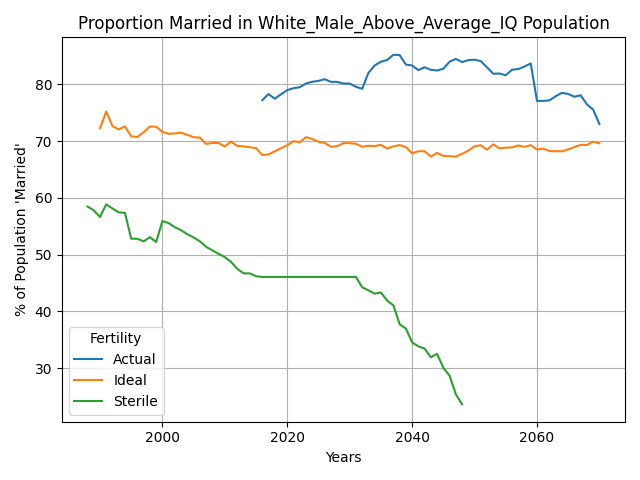 Proportion Married in White_Male_Above_Average_IQ Population
% of Population 'Married'
80
70
60
50
40
30
Fertility
Actual
Ideal
Sterile
2000
2020
2040
2060
Years